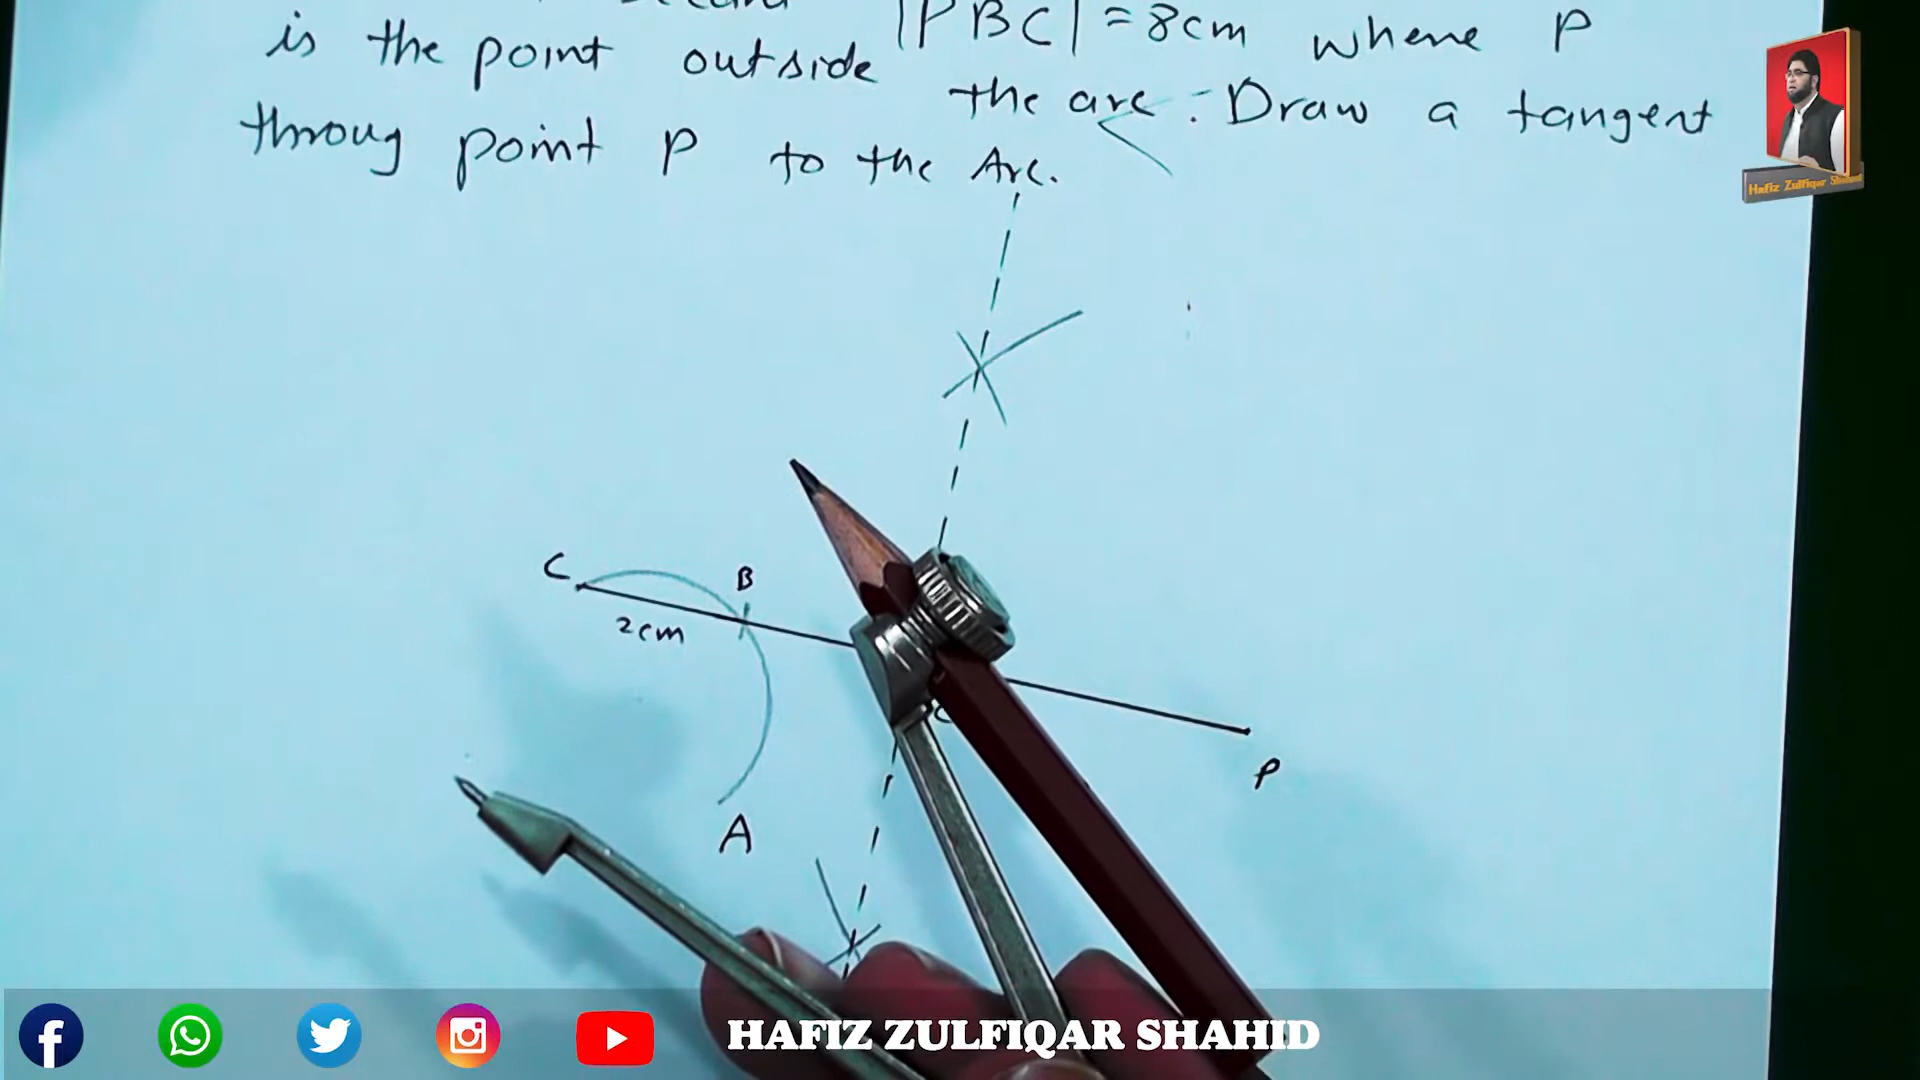 |PBC| = 8cm where P
is the point outside the arc. Draw a tangent
throug point P to the Arc.
Hafiz Zulfiqar Shahid
C
B
2cm
P
A
HAFIZ ZULFIQAR SHAHID